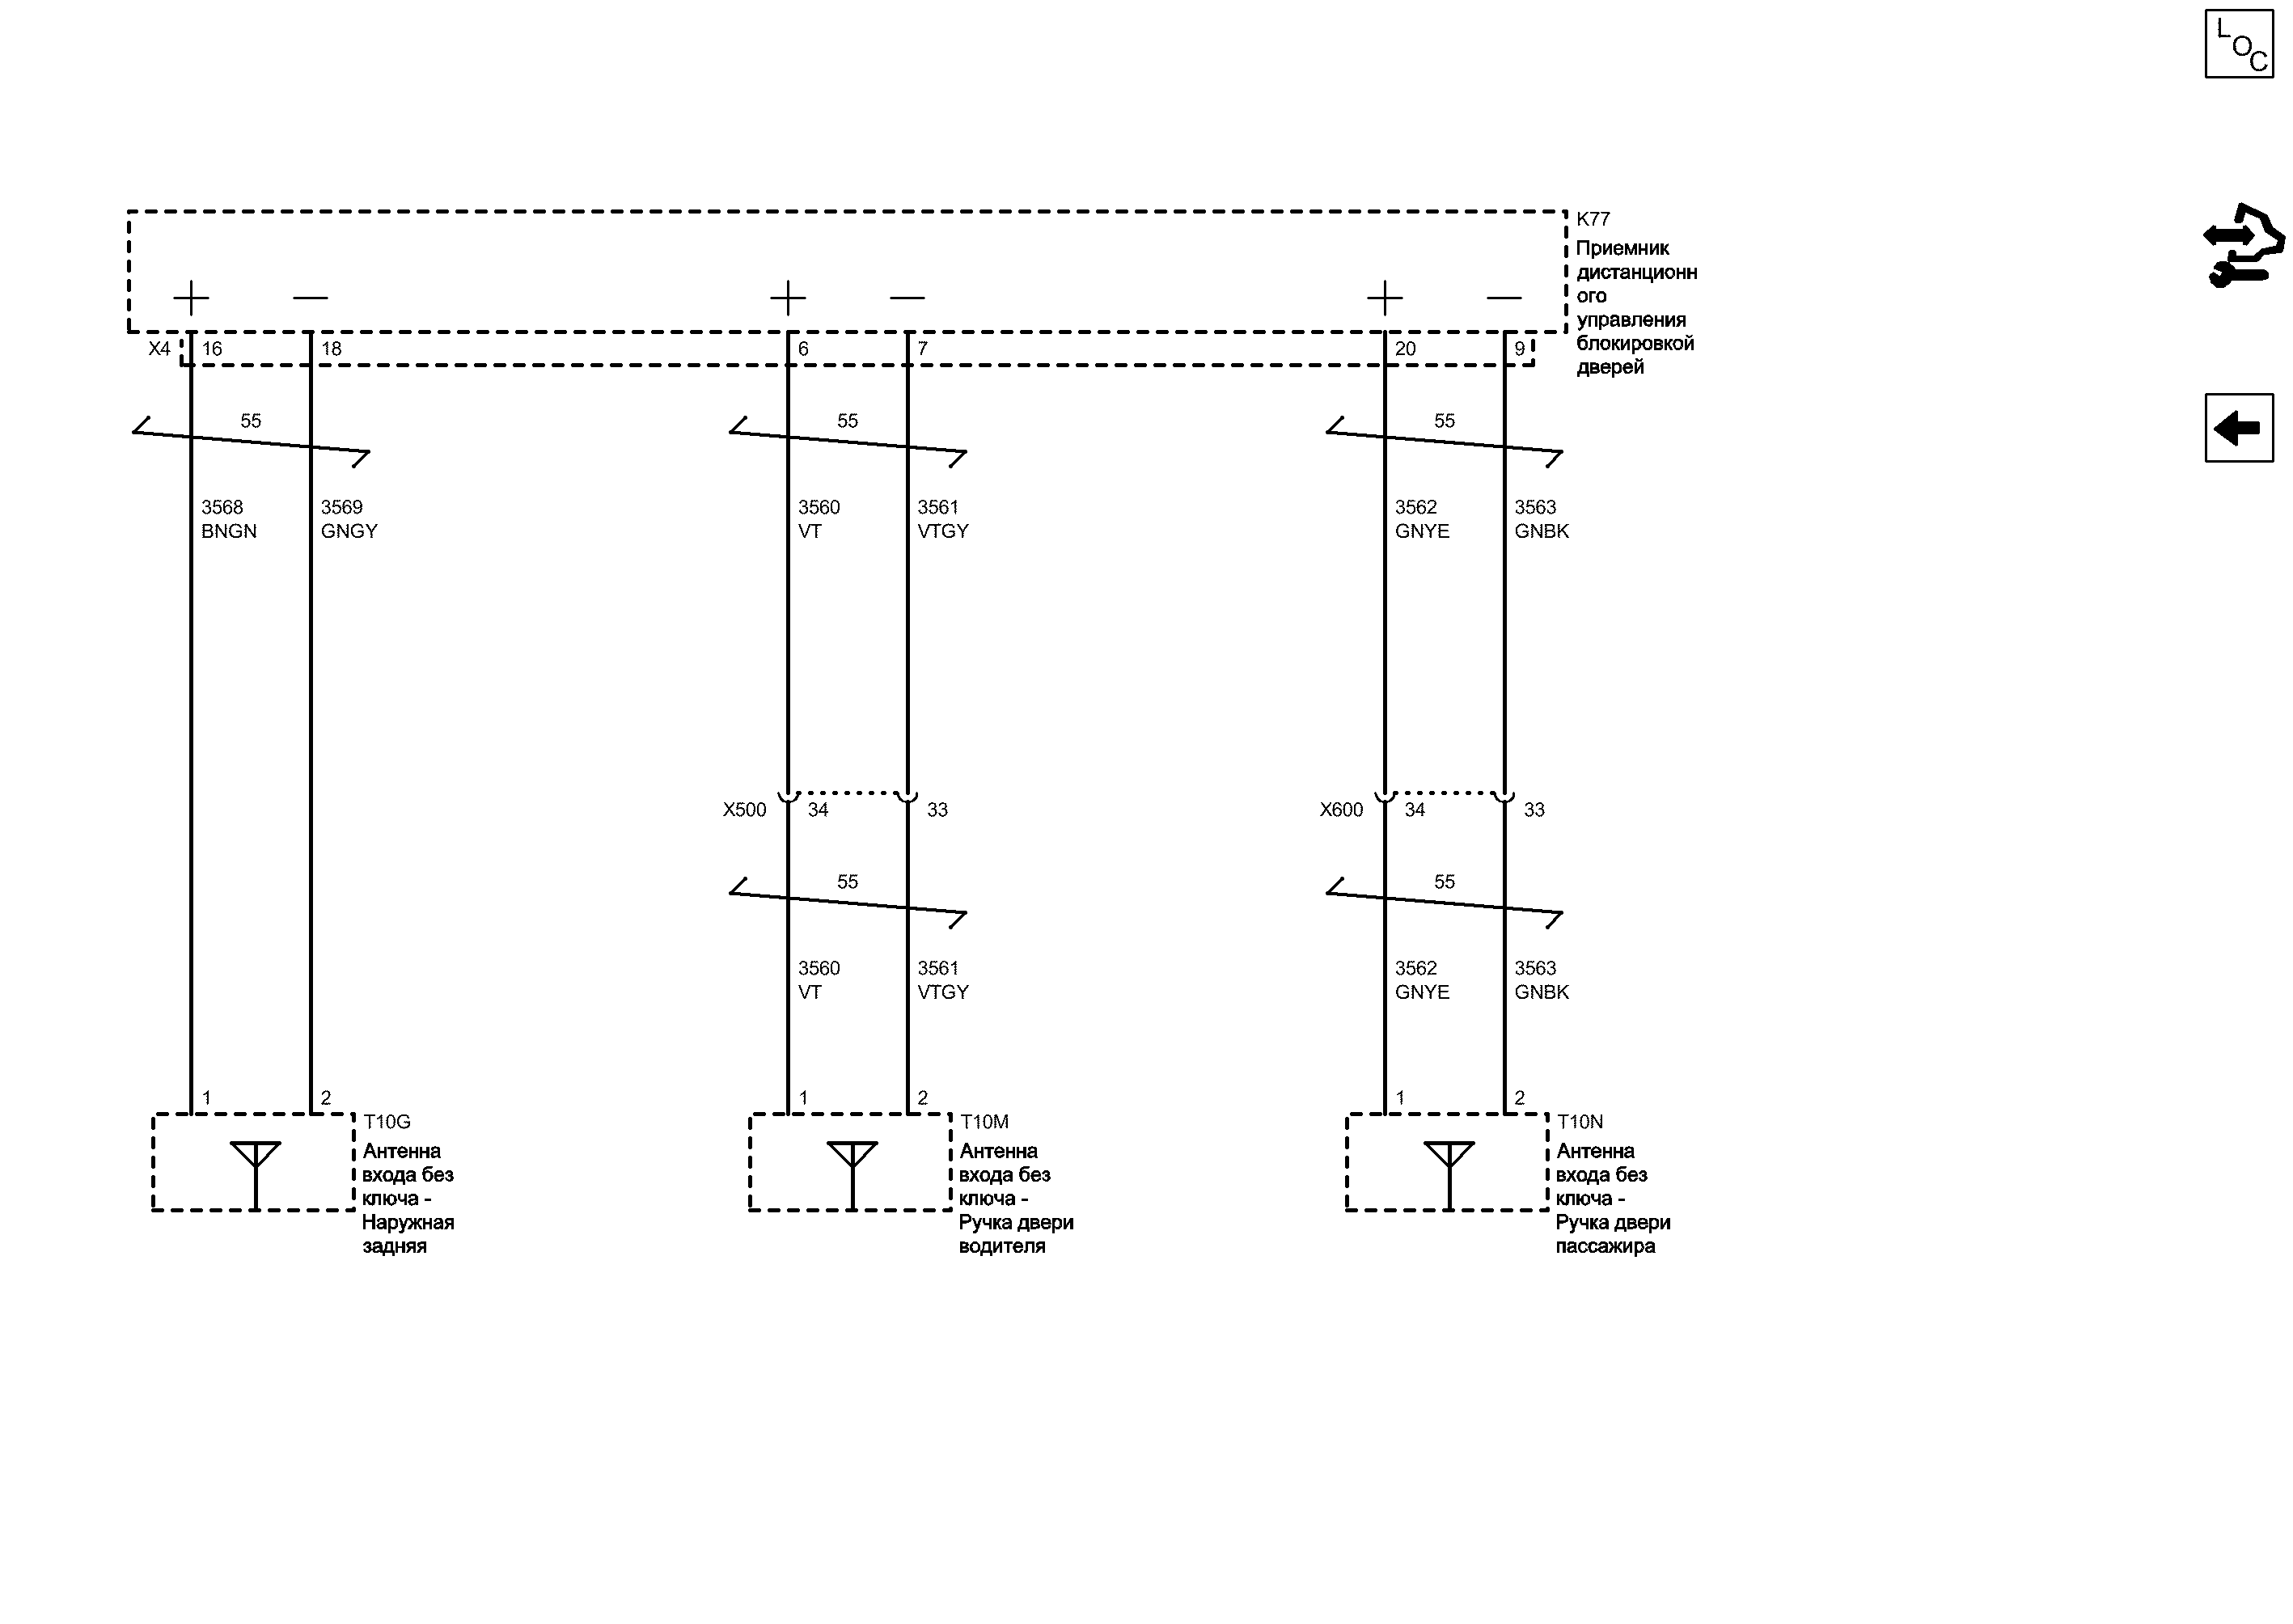 LOC
K77
Приемник
дистанционн
ого
управления
блокировкой
дверей
X4 16 18 6 7 20 9
55 55 55
3568 3569 3560 3561 3562 3563
BNGN GNGY VT VTGY GNYE GNBK
X500 34 33 X600 34 33
55 55
3560 3561 3562 3563
VT VTGY GNYE GNBK
1 2 1 2 1 2
T10G
Антенна
входа без
ключа -
Наружная
задняя
T10M
Антенна
входа без
ключа -
Ручка двери
водителя
T10N
Антенна
входа без
ключа -
Ручка двери
пассажира